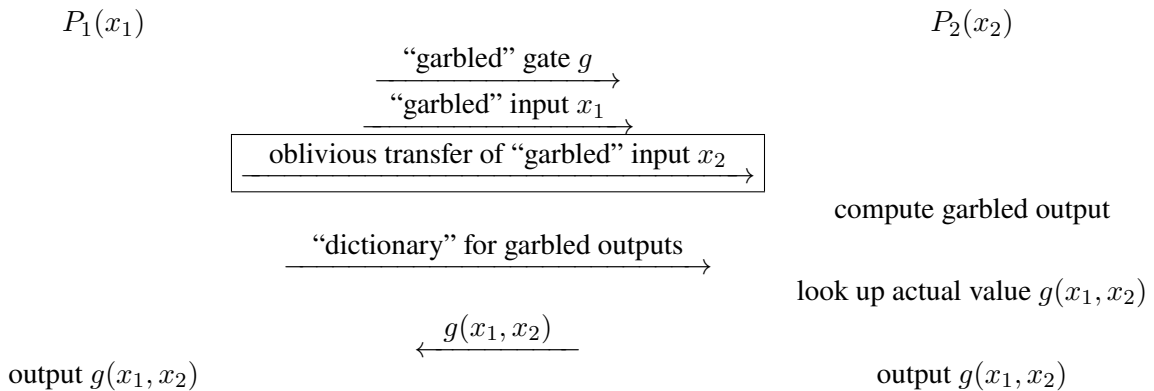 P₁(x₁) P₂(x₂)
“garbled” gate g
“garbled” input x₁
oblivious transfer of “garbled” input x₂
compute garbled output
“dictionary” for garbled outputs
look up actual value g(x₁, x₂)
g(x₁, x₂)
output g(x₁, x₂) output g(x₁, x₂)